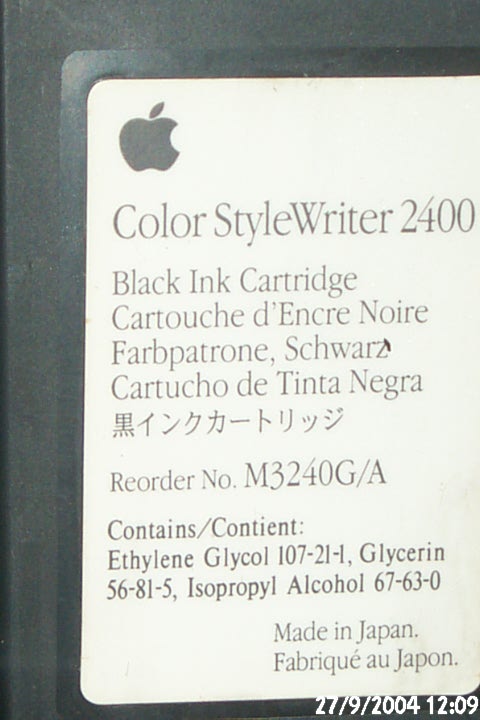 Color StyleWriter 2400
Black Ink Cartridge
Cartouche d'Encre Noire
Farbpatrone, Schwarz
Cartucho de Tinta Negra
黒インクカートリッジ
Reorder No. M3240G/A
Contains/Contient:
Ethylene Glycol 107-21-1, Glycerin
56-81-5, Isopropyl Alcohol 67-63-0
Made in Japan.
Fabriqué au Japon.
27/9/2004 12:09